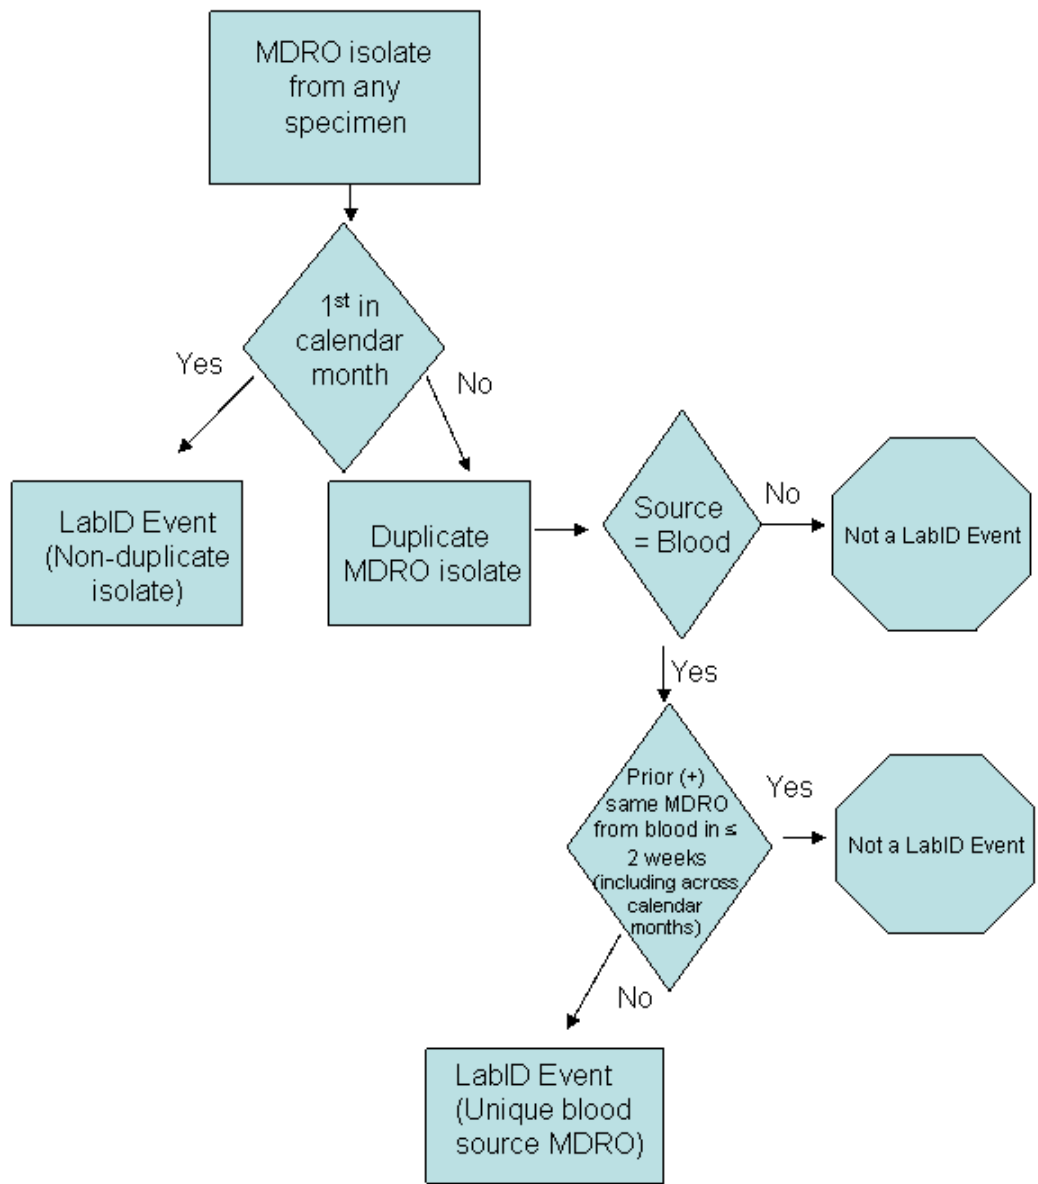 MDRO isolate
from any
specimen
1st in
calendar
month
Yes
No
LabID Event
(Non-duplicate
isolate)
Duplicate
MDRO isolate
Source
= Blood
No
Not a LabID Event
Yes
Prior (+)
same MDRO
from blood in ≤
2 weeks
(including across
calendar
months)
Yes
Not a LabID Event
No
LabID Event
(Unique blood
source MDRO)